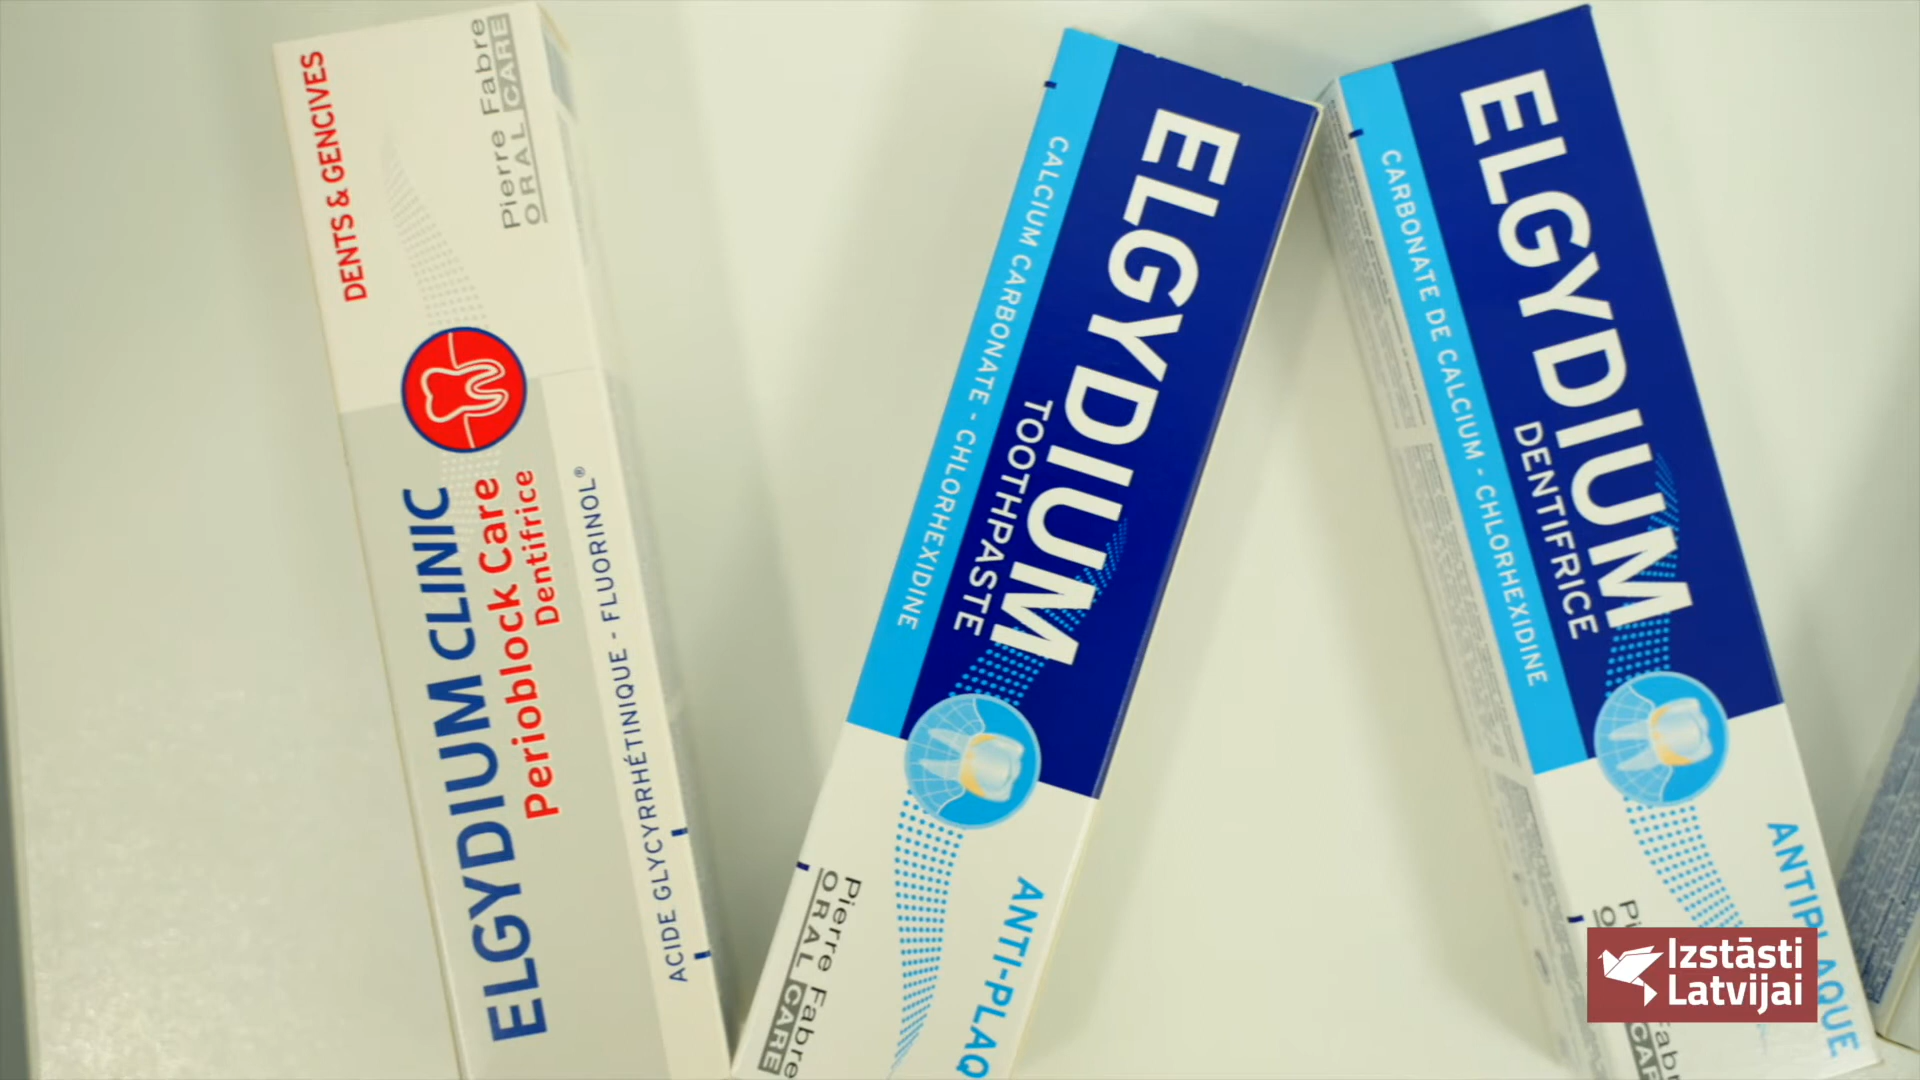 DENTS & GENCIVES
Pierre Fabre
ORAL CARE
ELGYDIUM CLINIC
Perioblock Care
Dentifrice
ACIDE GLYCYRRHÉTINIQUE - FLUORINOL®
ELGYDIUM
TOOTHPASTE
CALCIUM CARBONATE - CHLORHEXIDINE
ANTI-PLAQ
Pierre Fabre
ORAL CARE
ELGYDIUM
DENTIFRICE
CARBONATE DE CALCIUM - CHLORHEXIDINE
ANTIPLAQUE
Izstāsti
Latvijai